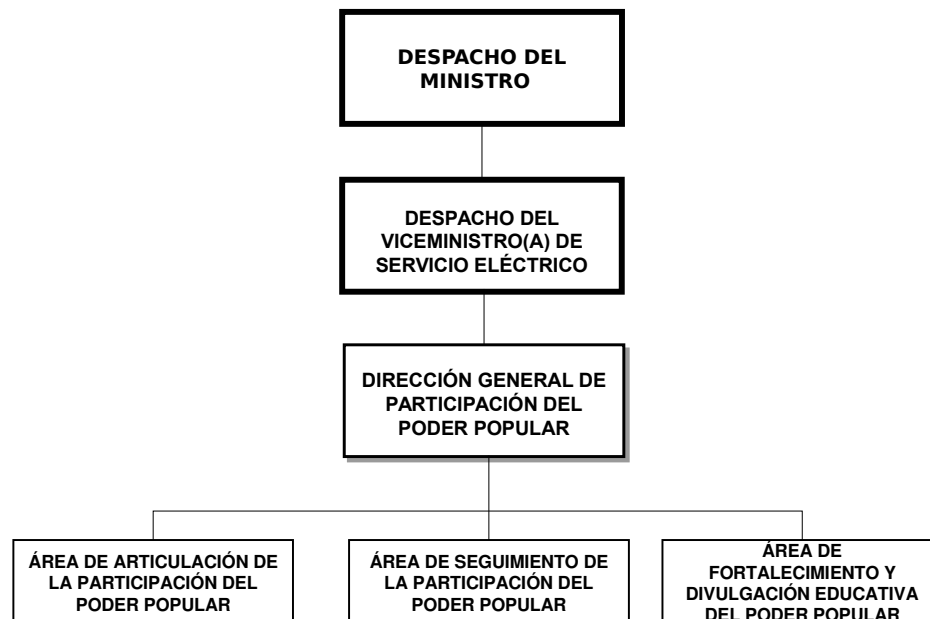 DESPACHO DEL
MINISTRO
DESPACHO DEL
VICEMINISTRO(A) DE
SERVICIO ELÉCTRICO
DIRECCIÓN GENERAL DE
PARTICIPACIÓN DEL
PODER POPULAR
ÁREA DE ARTICULACIÓN DE
LA PARTICIPACIÓN DEL
PODER POPULAR
ÁREA DE SEGUIMIENTO DE
LA PARTICIPACIÓN DEL
PODER POPULAR
ÁREA DE
FORTALECIMIENTO Y
DIVULGACIÓN EDUCATIVA
DEL PODER POPULAR